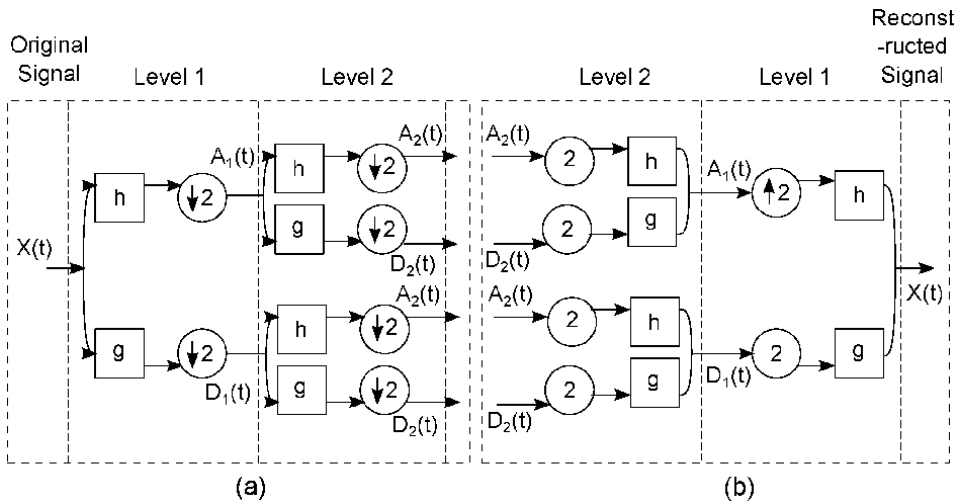 Original
Signal
Level 1
Level 2
Level 2
Level 1
Reconst
-ructed
Signal
X(t)
h
↓2
A1(t)
h
↓2
A2(t)
g
↓2
D2(t)
g
↓2
D1(t)
h
↓2
A2(t)
g
↓2
D2(t)
(a)
A2(t)
2
h
D2(t)
2
g
A1(t)
↑2
h
A2(t)
2
h
D2(t)
2
g
D1(t)
2
g
X(t)
(b)